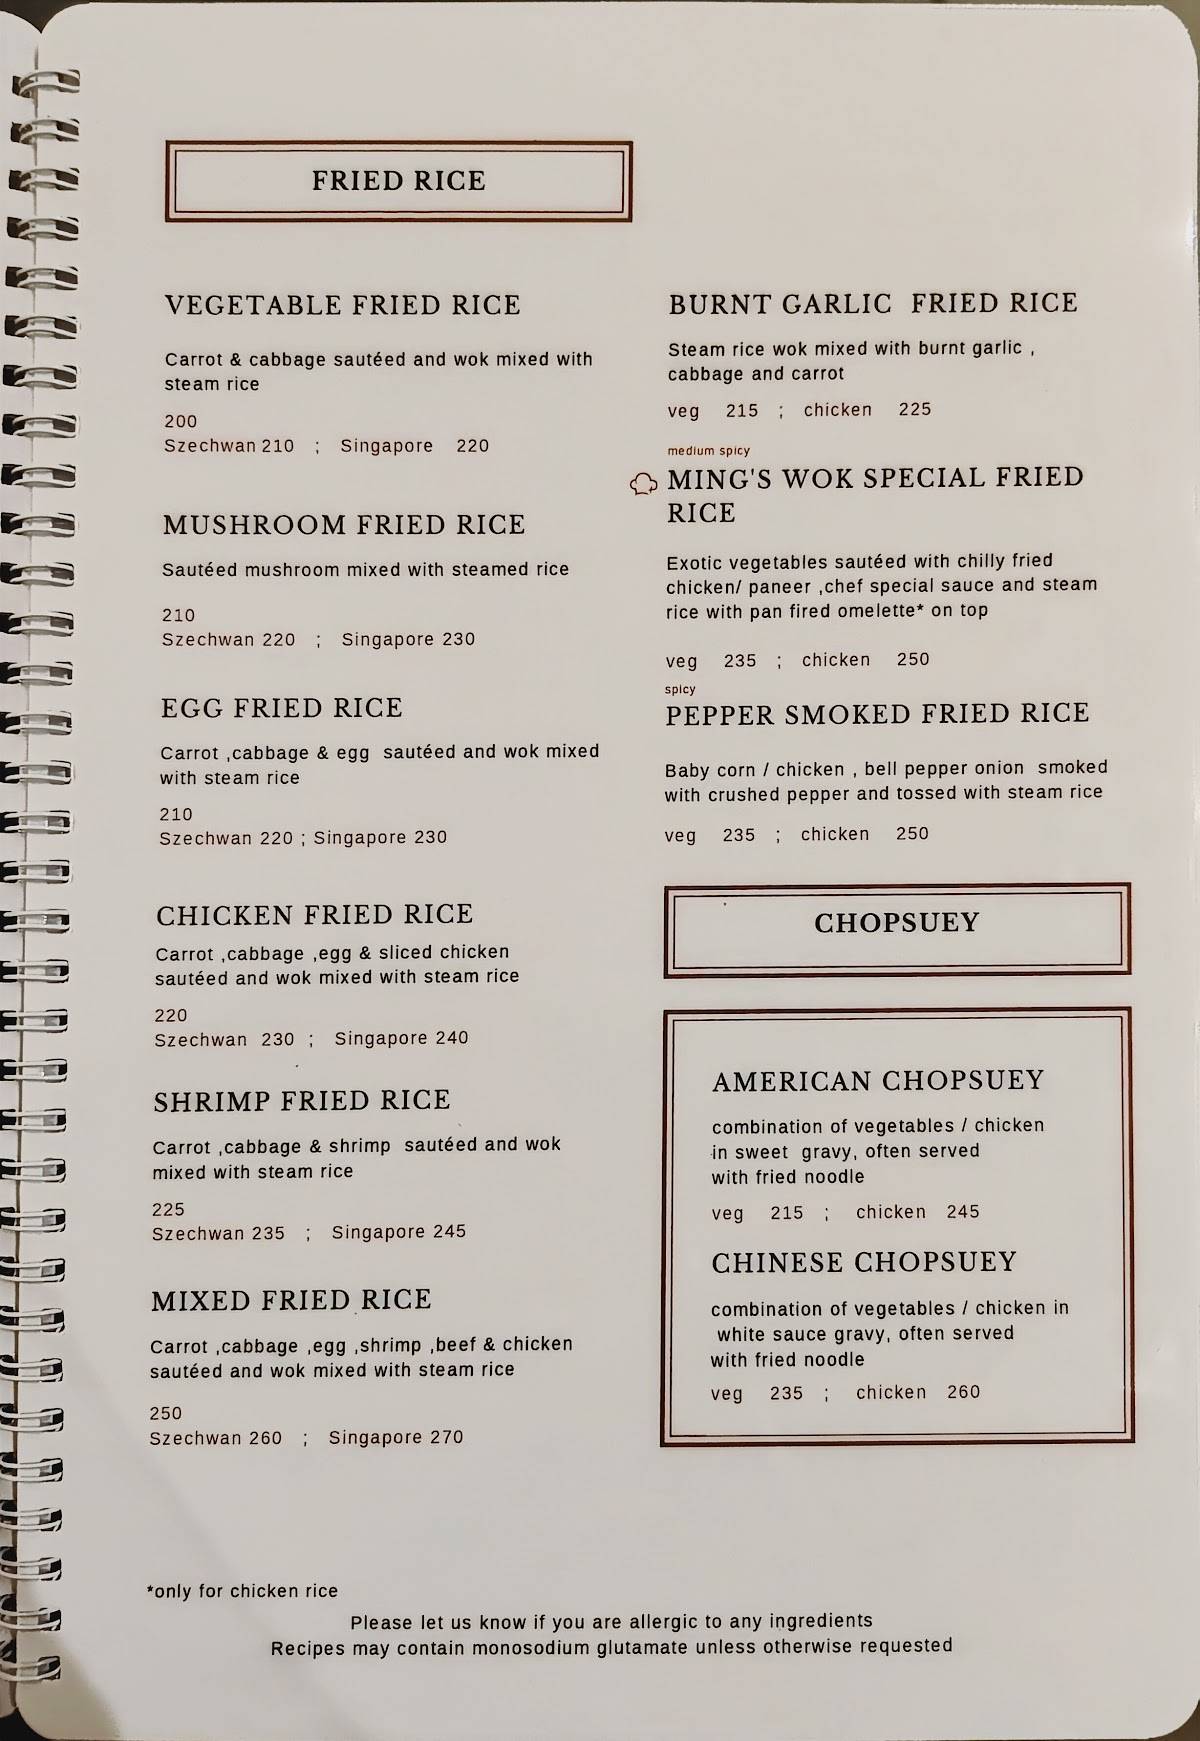 FRIED RICE
VEGETABLE FRIED RICE
Carrot & cabbage sautéed and wok mixed with
steam rice
200
Szechwan 210 ; Singapore 220
MUSHROOM FRIED RICE
Sautéed mushroom mixed with steamed rice
210
Szechwan 220 ; Singapore 230
EGG FRIED RICE
Carrot ,cabbage & egg sautéed and wok mixed
with steam rice
210
Szechwan 220 ; Singapore 230
CHICKEN FRIED RICE
Carrot ,cabbage ,egg & sliced chicken
sautéed and wok mixed with steam rice
220
Szechwan 230 ; Singapore 240
SHRIMP FRIED RICE
Carrot ,cabbage & shrimp sautéed and wok
mixed with steam rice
225
Szechwan 235 ; Singapore 245
MIXED FRIED RICE
Carrot ,cabbage ,egg ,shrimp ,beef & chicken
sautéed and wok mixed with steam rice
250
Szechwan 260 ; Singapore 270
BURNT GARLIC FRIED RICE
Steam rice wok mixed with burnt garlic ,
cabbage and carrot
veg 215 ; chicken 225
medium spicy
MING'S WOK SPECIAL FRIED
RICE
Exotic vegetables sautéed with chilly fried
chicken/ paneer ,chef special sauce and steam
rice with pan fired omelette* on top
veg 235 ; chicken 250
spicy
PEPPER SMOKED FRIED RICE
Baby corn / chicken , bell pepper onion smoked
with crushed pepper and tossed with steam rice
veg 235 ; chicken 250
CHOPSUEY
AMERICAN CHOPSUEY
combination of vegetables / chicken
in sweet gravy, often served
with fried noodle
veg 215 ; chicken 245
CHINESE CHOPSUEY
combination of vegetables / chicken in
white sauce gravy, often served
with fried noodle
veg 235 ; chicken 260
*only for chicken rice
Please let us know if you are allergic to any ingredients
Recipes may contain monosodium glutamate unless otherwise requested